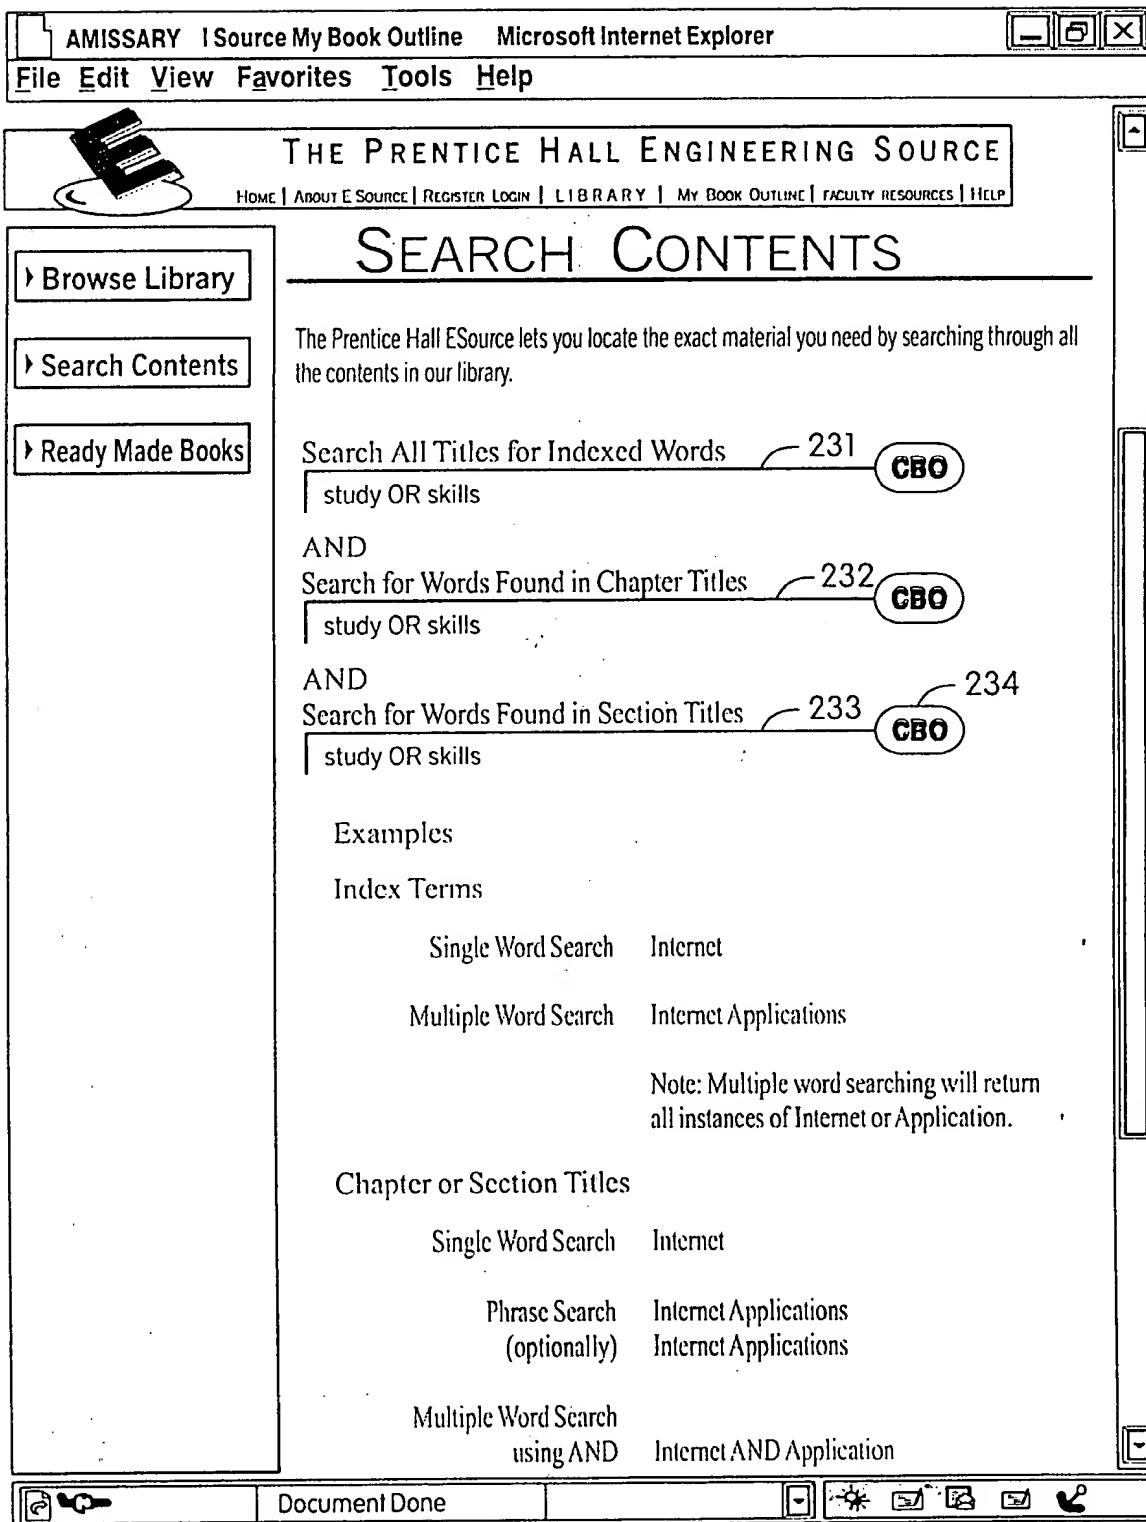 AMISSARY I Source My Book Outline Microsoft Internet Explorer
File Edit View Favorites Tools Help
THE PRENTICE HALL ENGINEERING SOURCE
HOME | ABOUT E SOURCE | REGISTER LOGIN | LIBRARY | MY BOOK OUTLINE | FACULTY RESOURCES | HELP
Browse Library
Search Contents
Ready Made Books
SEARCH CONTENTS
The Prentice Hall ESource lets you locate the exact material you need by searching through all
the contents in our library.
Search All Titles for Indexed Words 231 CBO
study OR skills
AND
Search for Words Found in Chapter Titles 232 CBO
study OR skills
AND
234
Search for Words Found in Section Titles 233 CBO
study OR skills
Examples
Index Terms
Single Word Search Internet
Multiple Word Search Internet Applications
Note: Multiple word searching will return
all instances of Internet or Application.
Chapter or Section Titles
Single Word Search Internet
Phrase Search Internet Applications
(optionally) Internet Applications
Multiple Word Search
using AND Internet AND Application
Document Done